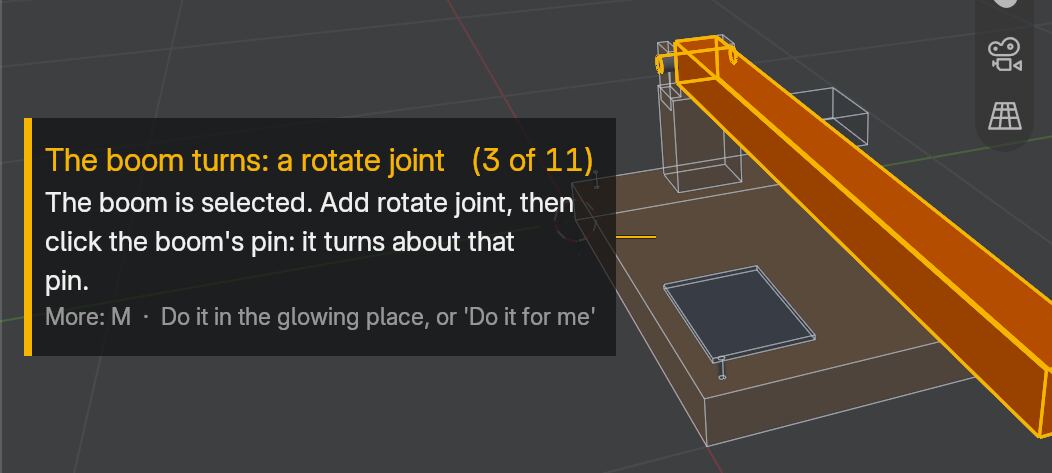 The boom turns: a rotate joint (3 of 11)
The boom is selected. Add rotate joint, then
click the boom's pin: it turns about that
pin.
More: M · Do it in the glowing place, or 'Do it for me'